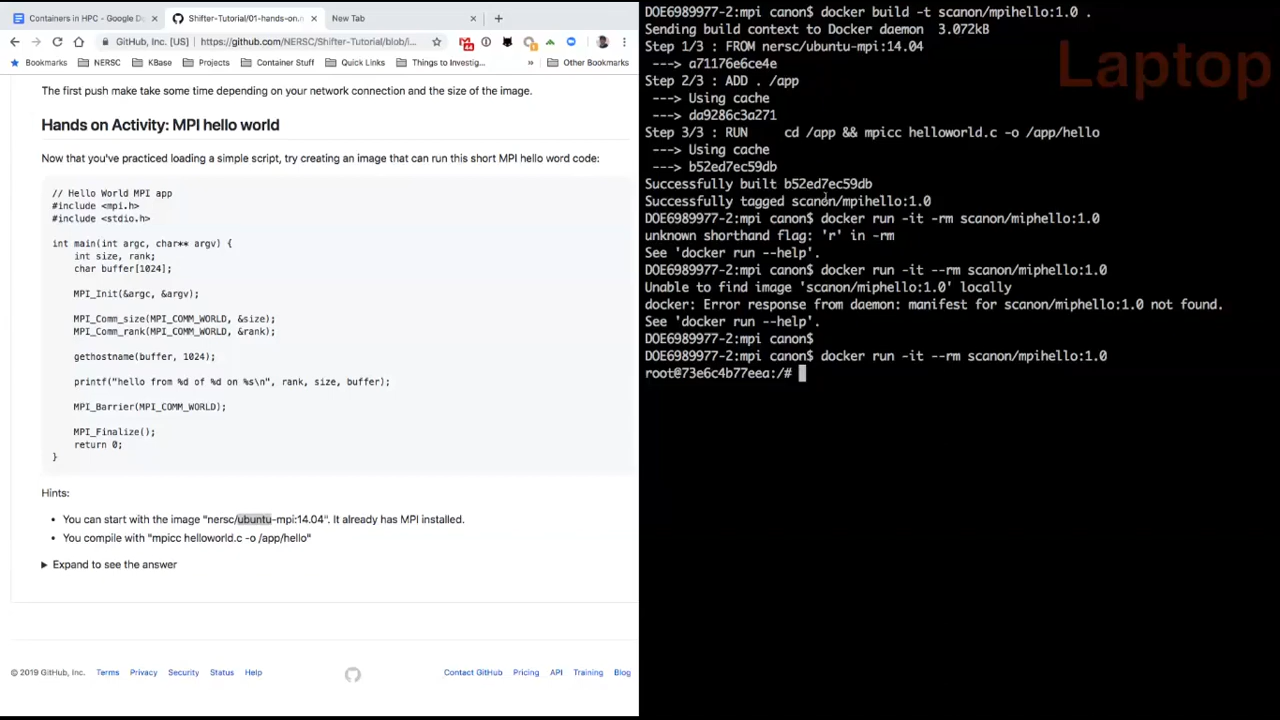 Containers in HPC - Google D
Shifter-Tutorial/01-hands-on.n
New Tab
GitHub, Inc. [US]
https://github.com/NERSC/Shifter-Tutorial/blob/i...
Bookmarks
NERSC
KBase
Projects
Container Stuff
Quick Links
Things to Investig...
»
Other Bookmarks
The first push make take some time depending on your network connection and the size of the image.
Hands on Activity: MPI hello world
Now that you've practiced loading a simple script, try creating an image that can run this short MPI hello word code:
// Hello World MPI app
#include <mpi.h>
#include <stdio.h>
int main(int argc, char** argv) {
int size, rank;
char buffer[1024];
MPI_Init(&argc, &argv);
MPI_Comm_size(MPI_COMM_WORLD, &size);
MPI_Comm_rank(MPI_COMM_WORLD, &rank);
gethostname(buffer, 1024);
printf("hello from %d of %d on %s\n", rank, size, buffer);
MPI_Barrier(MPI_COMM_WORLD);
MPI_Finalize();
return 0;
}
Hints:
• You can start with the image "nersc/ubuntu-mpi:14.04". It already has MPI installed.
• You compile with "mpicc helloworld.c -o /app/hello"
Expand to see the answer
© 2019 GitHub, Inc. Terms Privacy Security Status Help
Contact GitHub Pricing API Training Blog
Laptop
DOE6989977-2:mpi canon$ docker build -t scanon/mpihello:1.0 .
Sending build context to Docker daemon 3.072kB
Step 1/3 : FROM nersc/ubuntu-mpi:14.04
---> a71176e6ce4e
Step 2/3 : ADD . /app
---> Using cache
---> da9286c3a271
Step 3/3 : RUN cd /app && mpicc helloworld.c -o /app/hello
---> Using cache
---> b52ed7ec59db
Successfully built b52ed7ec59db
Successfully tagged scanon/mpihello:1.0
DOE6989977-2:mpi canon$ docker run -it -rm scanon/miphello:1.0
unknown shorthand flag: 'r' in -rm
See 'docker run --help'.
DOE6989977-2:mpi canon$ docker run -it --rm scanon/miphello:1.0
Unable to find image 'scanon/miphello:1.0' locally
docker: Error response from daemon: manifest for scanon/miphello:1.0 not found.
See 'docker run --help'.
DOE6989977-2:mpi canon$
DOE6989977-2:mpi canon$ docker run -it --rm scanon/mpihello:1.0
root@73e6c4b77eea:/#